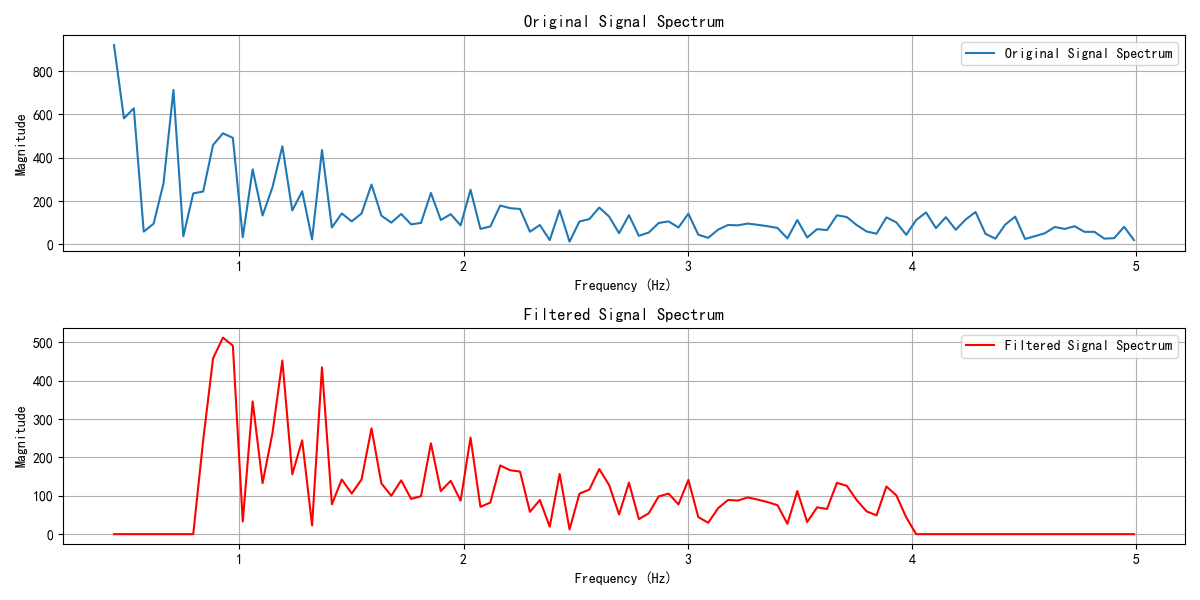 Original Signal Spectrum
Original Signal Spectrum
Magnitude
800
600
400
200
0
1 2 3 4 5
Frequency (Hz)
Filtered Signal Spectrum
Filtered Signal Spectrum
Magnitude
500
400
300
200
100
0
1 2 3 4 5
Frequency (Hz)